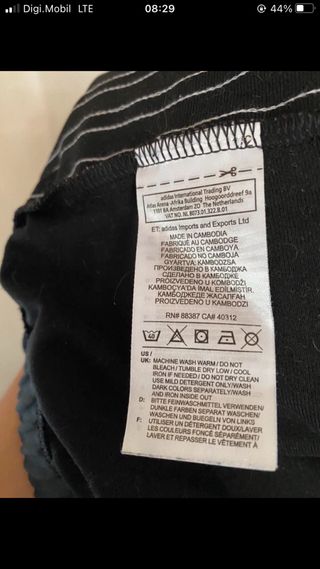 Digi.Mobil LTE 08:29 44%
adidas International Trading BV
Atlas Arena -Afrika Building Hoogoorddreef 9a
1101 BA Amsterdam ZO The Netherlands
VAT NO. NL 8073.01.322.B.01
ET: adidas Imports and Exports Ltd
MADE IN CAMBODIA
FABRIQUÉ AU CAMBODGE
FABRICADO EN CAMBOYA
FABRICADO NO CAMBOJA
GYÁRTVA: KAMBODZSA
ПРОИЗВЕДЕНО В КАМБОДЖА
СДЕЛАНО В КАМБОДЖЕ
PROIZVEDENO U KOMBODŽI
KAMBOÇYA'DA İMAL EDİLMİŞTİR.
КАМБОДЖЕДЕ ЖАСАЛҒАН
PROIZVEDENO U KAMBODZI
RN# 88387 CA# 40312
US /
UK: MACHINE WASH WARM / DO NOT
BLEACH / TUMBLE DRY LOW / COOL
IRON IF NEEDED / DO NOT DRY CLEAN
USE MILD DETERGENT ONLY/WASH
DARK COLORS SEPARATELY/WASH
AND IRON INSIDE OUT
D: BITTE FEINWASCHMITTEL VERWENDEN/
DUNKLE FARBEN SEPARAT WASCHEN/
WASCHEN UND BUEGELN VON LINKS
F: UTILISER UN DÉTERGENT DOUX/LAVER
LES COULEURS FONCÉ SÉPARÉMENT/
LAVER ET REPASSER LE VÊTEMENT À